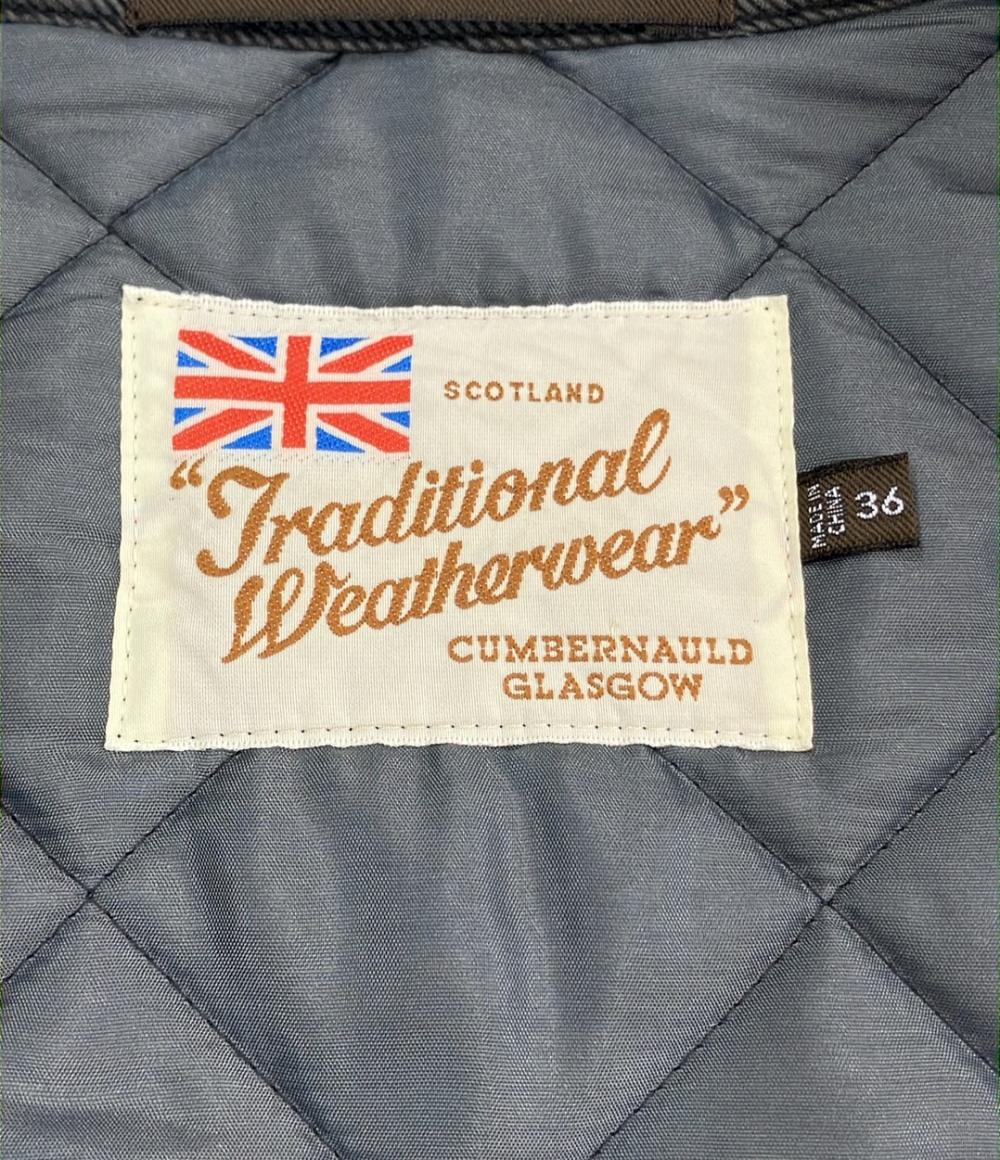 SCOTLAND
“Traditional
Weatherwear”
CUMBERNAULD
GLASGOW
MADE IN
CHINA
36